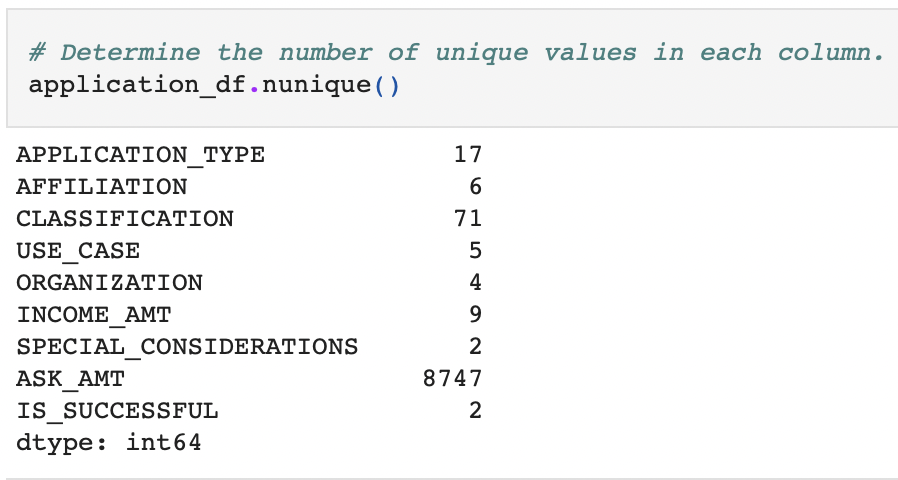 # Determine the number of unique values in each column.
application_df.nunique()
APPLICATION_TYPE 17
AFFILIATION 6
CLASSIFICATION 71
USE_CASE 5
ORGANIZATION 4
INCOME_AMT 9
SPECIAL_CONSIDERATIONS 2
ASK_AMT 8747
IS_SUCCESSFUL 2
dtype: int64